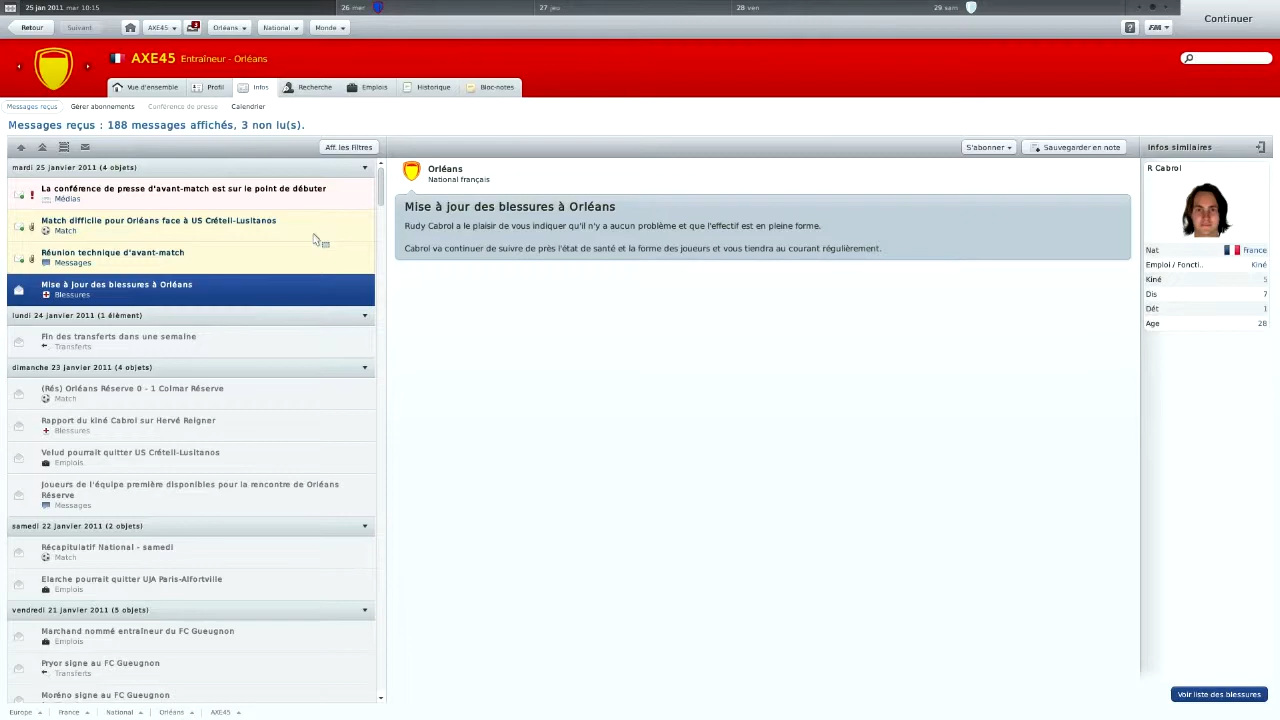 25 jan 2011 mar 10:15
26 mer
27 jeu
28 ven
29 sam
Continuer
Retour
Suivant
AXE45
Orléans
National
Monde
?
FM
AXE45 Entraîneur - Orléans
Vue d'ensemble
Profil
Infos
Recherche
Emplois
Historique
Bloc-notes
Messages reçus
Gérer abonnements
Conférence de presse
Calendrier
Messages reçus : 188 messages affichés, 3 non lu(s).
Aff. les Filtres
S'abonner
Sauvegarder en note
Infos similaires
mardi 25 janvier 2011 (4 objets)
La conférence de presse d'avant-match est sur le point de débuter
Médias
Match difficile pour Orléans face à US Créteil-Lusitanos
Match
Réunion technique d'avant-match
Messages
Mise à jour des blessures à Orléans
Blessures
lundi 24 janvier 2011 (1 élément)
Fin des transferts dans une semaine
Transferts
dimanche 23 janvier 2011 (4 objets)
(Rés) Orléans Réserve 0 - 1 Colmar Réserve
Match
Rapport du kiné Cabrol sur Hervé Reigner
Blessures
Velud pourrait quitter US Créteil-Lusitanos
Emplois
Joueurs de l'équipe première disponibles pour la rencontre de Orléans
Réserve
Messages
samedi 22 janvier 2011 (2 objets)
Récapitulatif National - samedi
Match
Elarche pourrait quitter UJA Paris-Alfortville
Emplois
vendredi 21 janvier 2011 (5 objets)
Marchand nommé entraîneur du FC Gueugnon
Emplois
Pryor signe au FC Gueugnon
Transferts
Moréno signe au FC Gueugnon
Orléans
National français
Mise à jour des blessures à Orléans
Rudy Cabrol a le plaisir de vous indiquer qu'il n'y a aucun problème et que l'effectif est en pleine forme.
Cabrol va continuer de suivre de près l'état de santé et la forme des joueurs et vous tiendra au courant régulièrement.
R Cabrol
Nat France
Emploi / Foncti.. Kiné
Kiné 5
Dis 7
Dét 1
Age 28
Voir liste des blessures
Europe
France
National
Orléans
AXE45